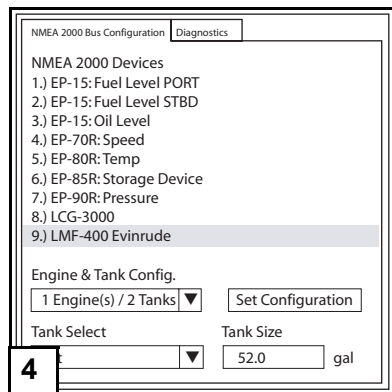 NMEA 2000 Bus Configuration Diagnostics
NMEA 2000 Devices
1.) EP-15: Fuel Level PORT
2.) EP-15: Fuel Level STBD
3.) EP-15: Oil Level
4.) EP-70R: Speed
5.) EP-80R: Temp
6.) EP-85R: Storage Device
7.) EP-90R: Pressure
8.) LCG-3000
9.) LMF-400 Evinrude
Engine & Tank Config.
1 Engine(s) / 2 Tanks ▼ Set Configuration
Tank Select Tank Size
▼ 52.0 gal
4